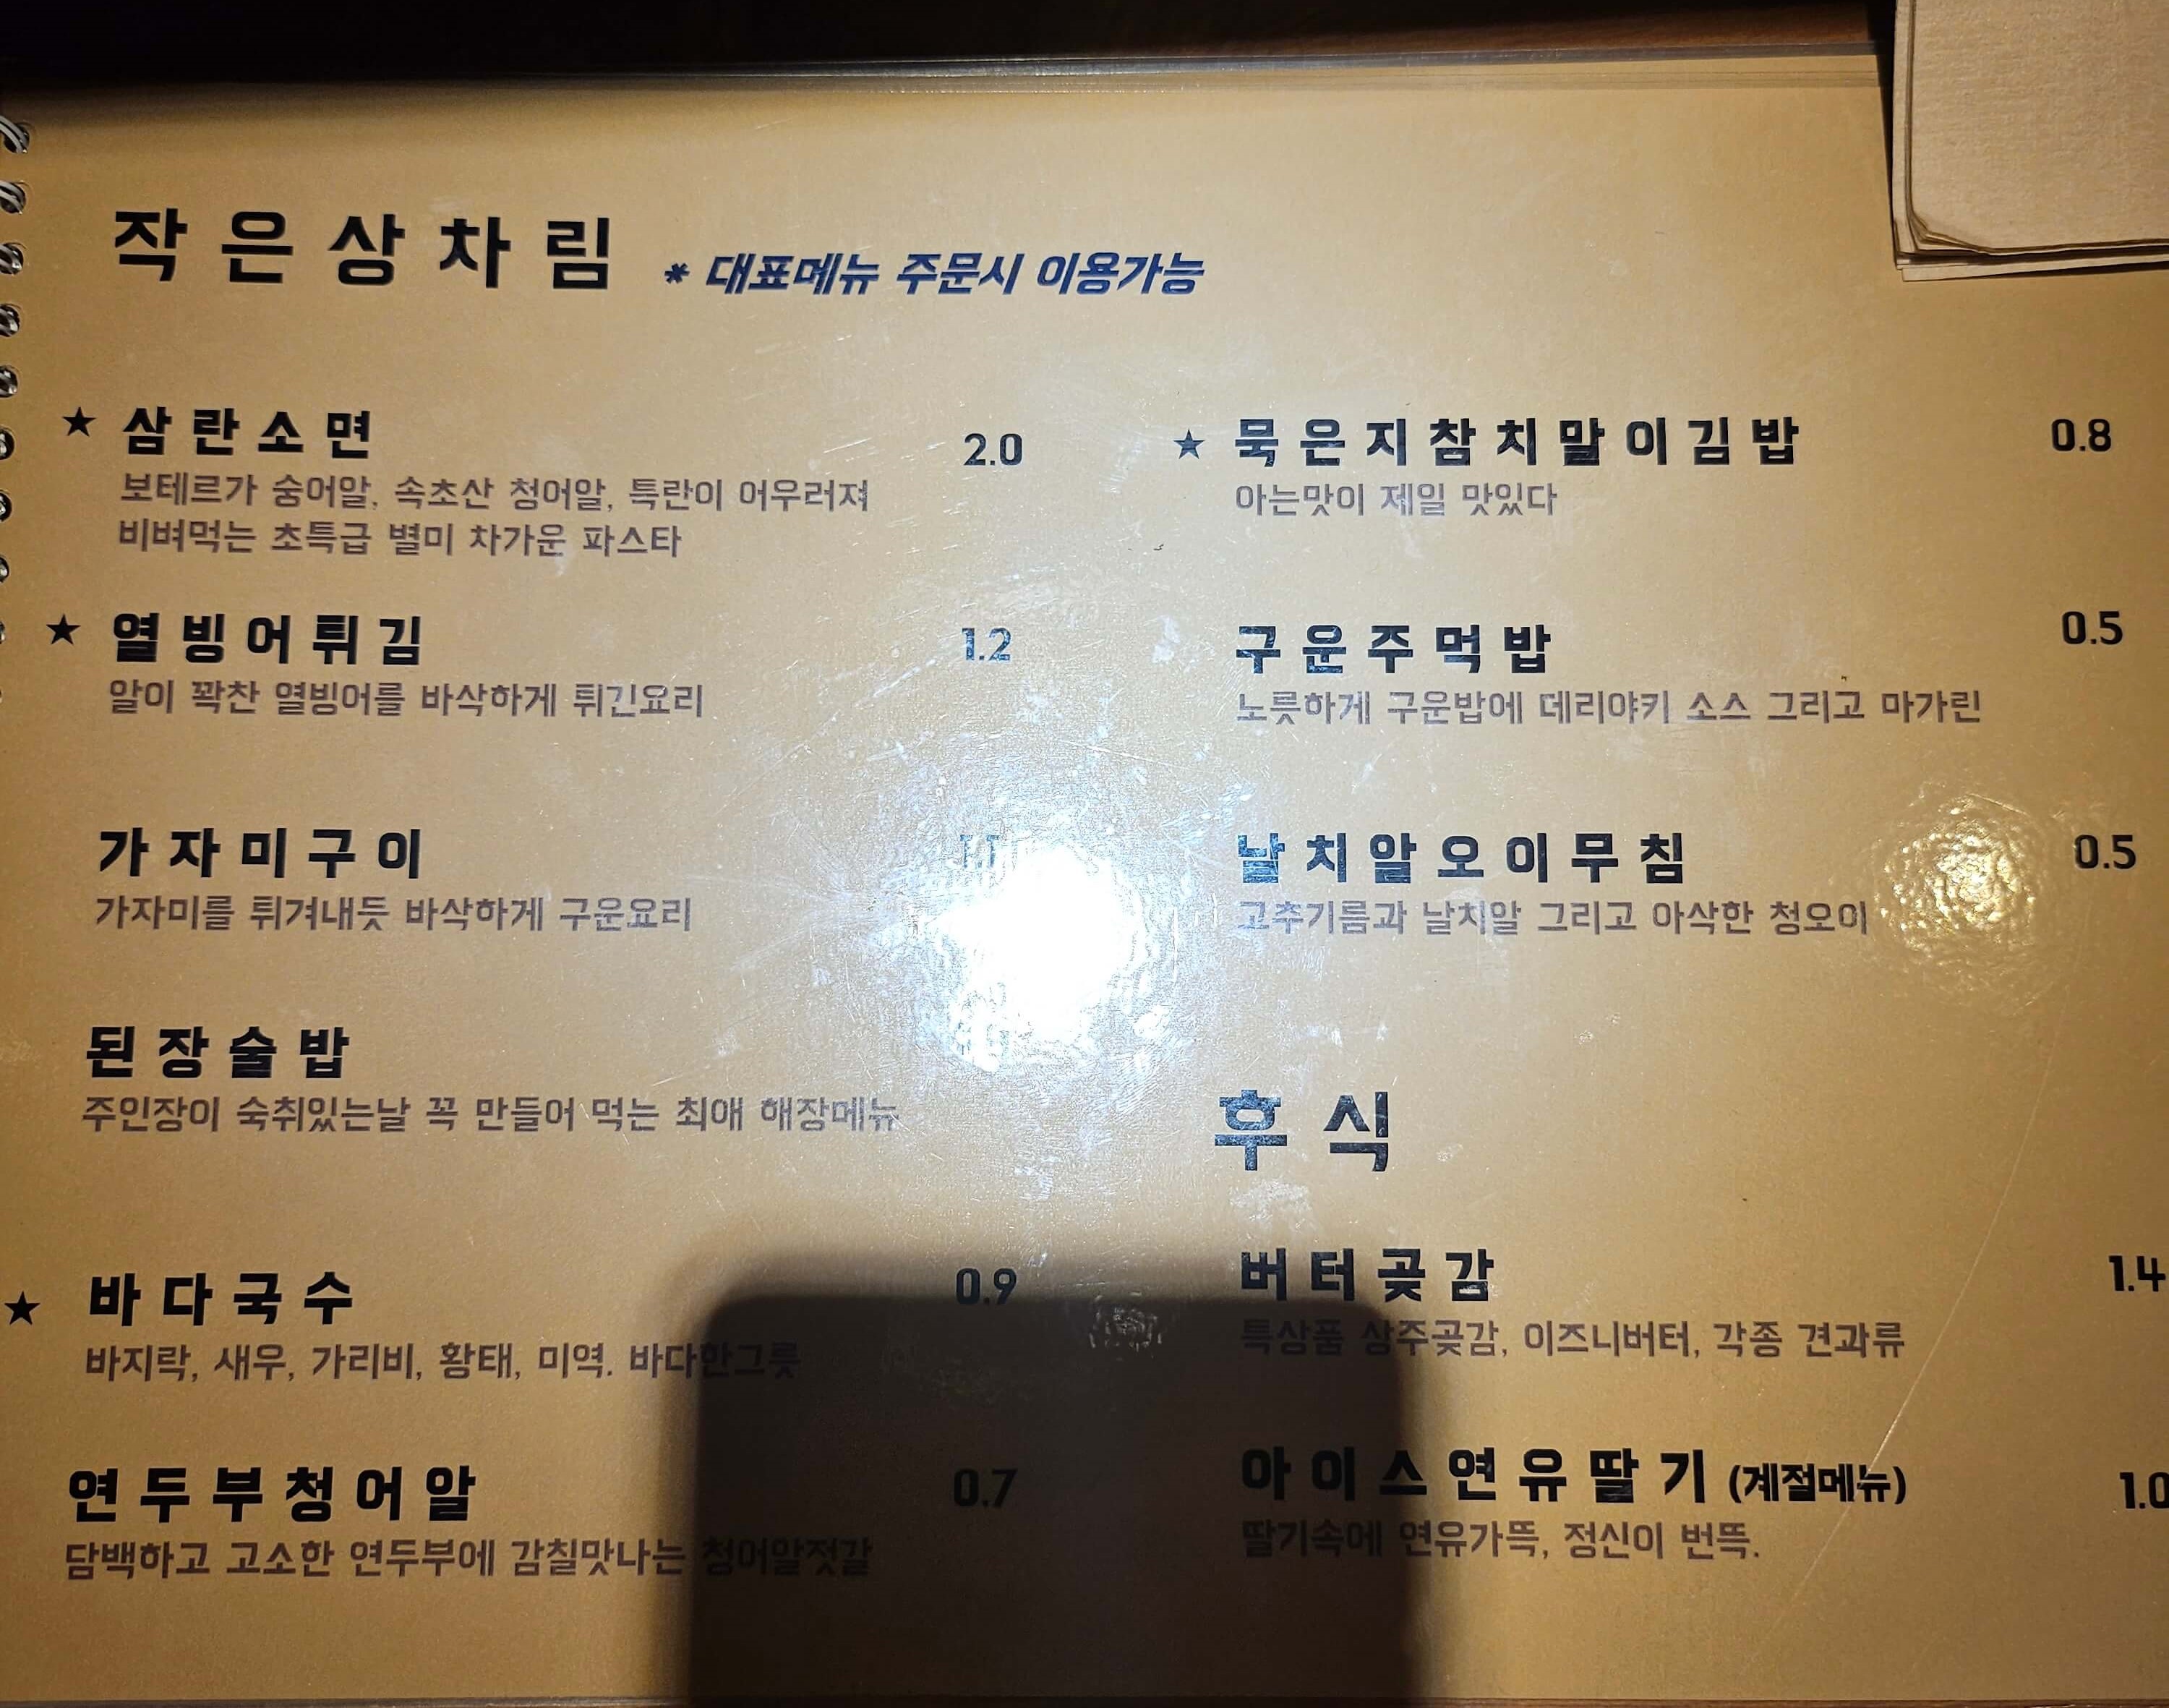 작은상차림 * 대표메뉴 주문시 이용가능
★ 삼란소면 2.0
보테르가 숭어알, 속초산 청어알, 특란이 어우러져
비벼먹는 초특급 별미 차가운 파스타
★ 열빙어튀김 1.2
알이 꽉찬 열빙어를 바삭하게 튀긴요리
가자미구이
가자미를 튀겨내듯 바삭하게 구운요리
된장술밥
주인장이 숙취있는날 꼭 만들어 먹는 최애 해장메뉴
★ 바다국수 0.9
바지락, 새우, 가리비, 황태, 미역. 바다한그릇
연두부청어알 0.7
담백하고 고소한 연두부에 감칠맛나는 청어알젓갈
★ 묵은지참치말이김밥 0.8
아는맛이 제일 맛있다
구운주먹밥 0.5
노릇하게 구운밥에 데리야키 소스 그리고 마가린
날치알오이무침 0.5
고추기름과 날치알 그리고 아삭한 청오이
후식
버터곶감 1.4
특상품 상주곶감, 이즈니버터, 각종 견과류
아이스연유딸기 (계절메뉴) 1.0
딸기속에 연유가뜩, 정신이 번뜩.